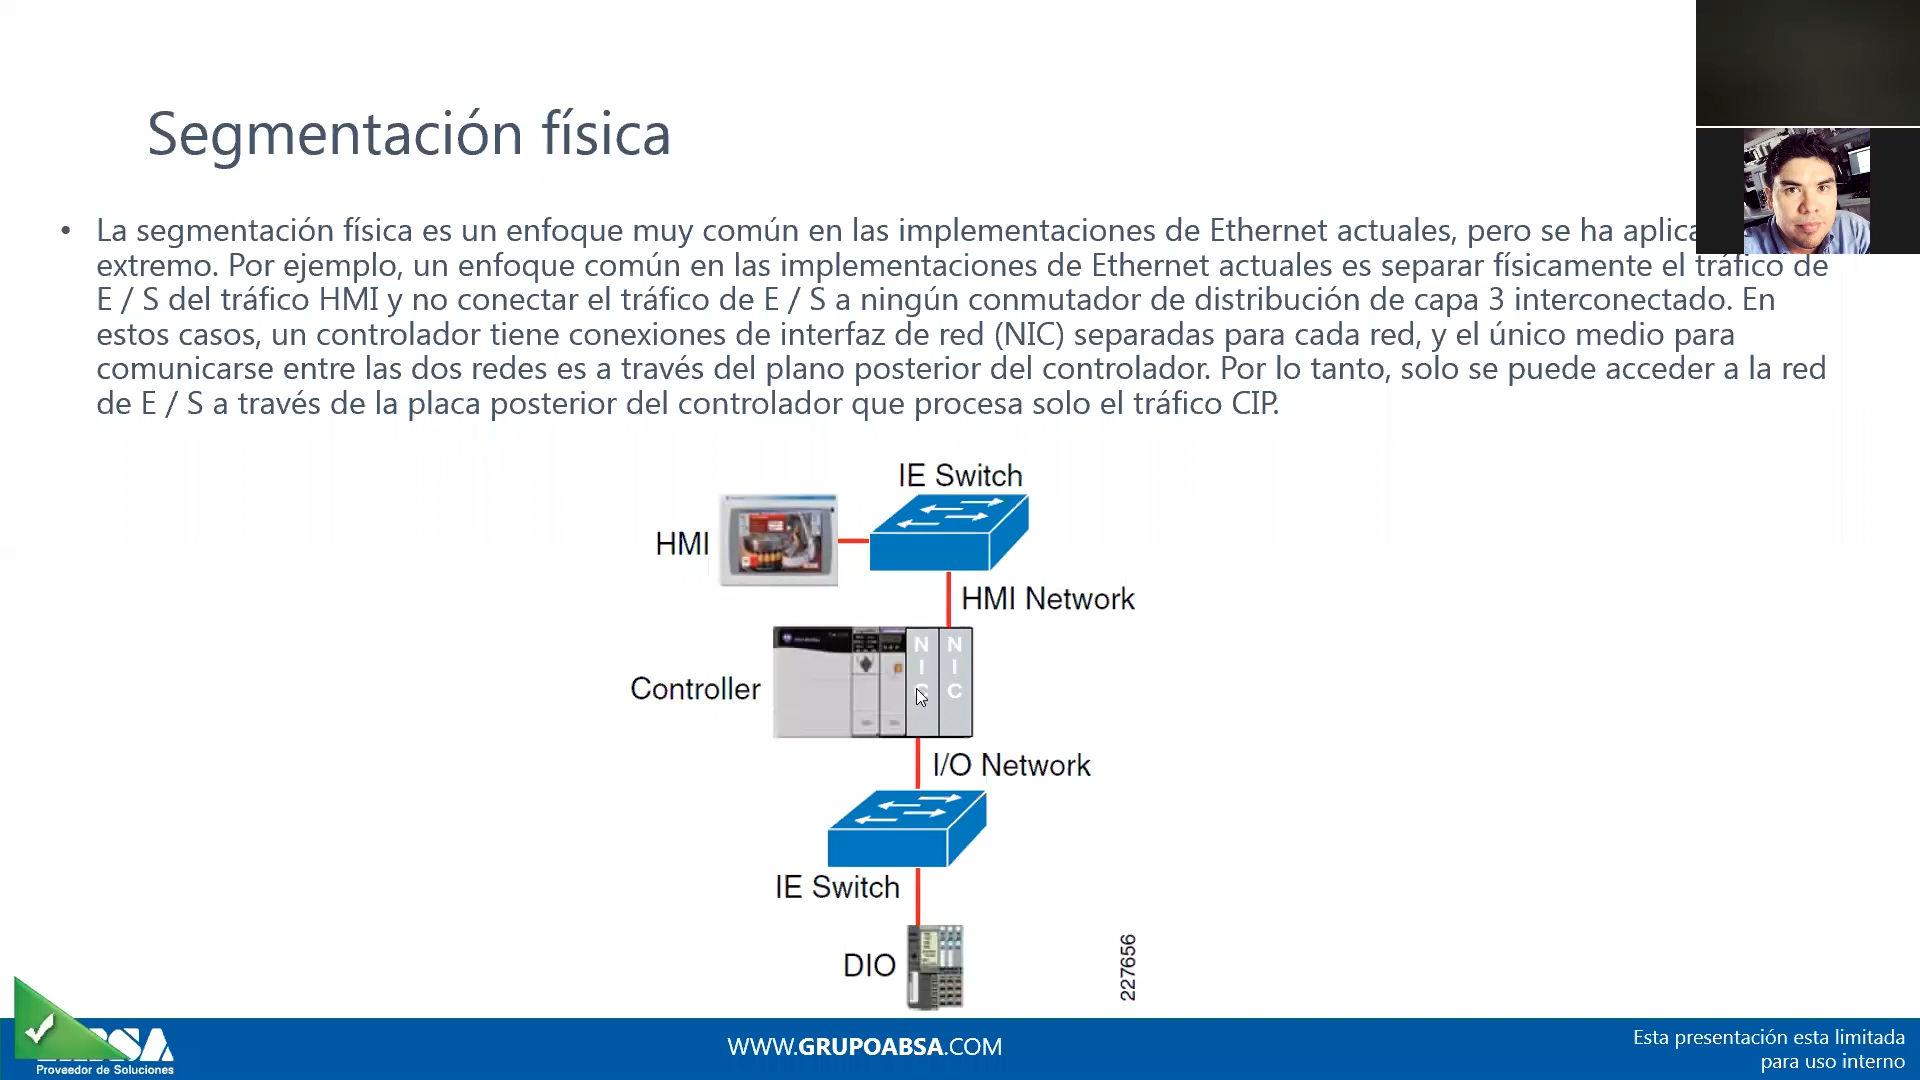 Segmentación física
• La segmentación física es un enfoque muy común en las implementaciones de Ethernet actuales, pero se ha
extremo. Por ejemplo, un enfoque común en las implementaciones de Ethernet actuales es separar físicamente el tráfico de
E / S del tráfico HMI y no conectar el tráfico de E / S a ningún conmutador de distribución de capa 3 interconectado. En
estos casos, un controlador tiene conexiones de interfaz de red (NIC) separadas para cada red, y el único medio para
comunicarse entre las dos redes es a través del plano posterior del controlador. Por lo tanto, solo se puede acceder a la red
de E / S a través de la placa posterior del controlador que procesa solo el tráfico CIP.
IE Switch
HMI
HMI Network
NIC
NIC
Controller
I/O Network
IE Switch
DIO
227656
Proveedor de Soluciones
WWW.GRUPOABSA.COM
Esta presentación esta limitada
para uso interno